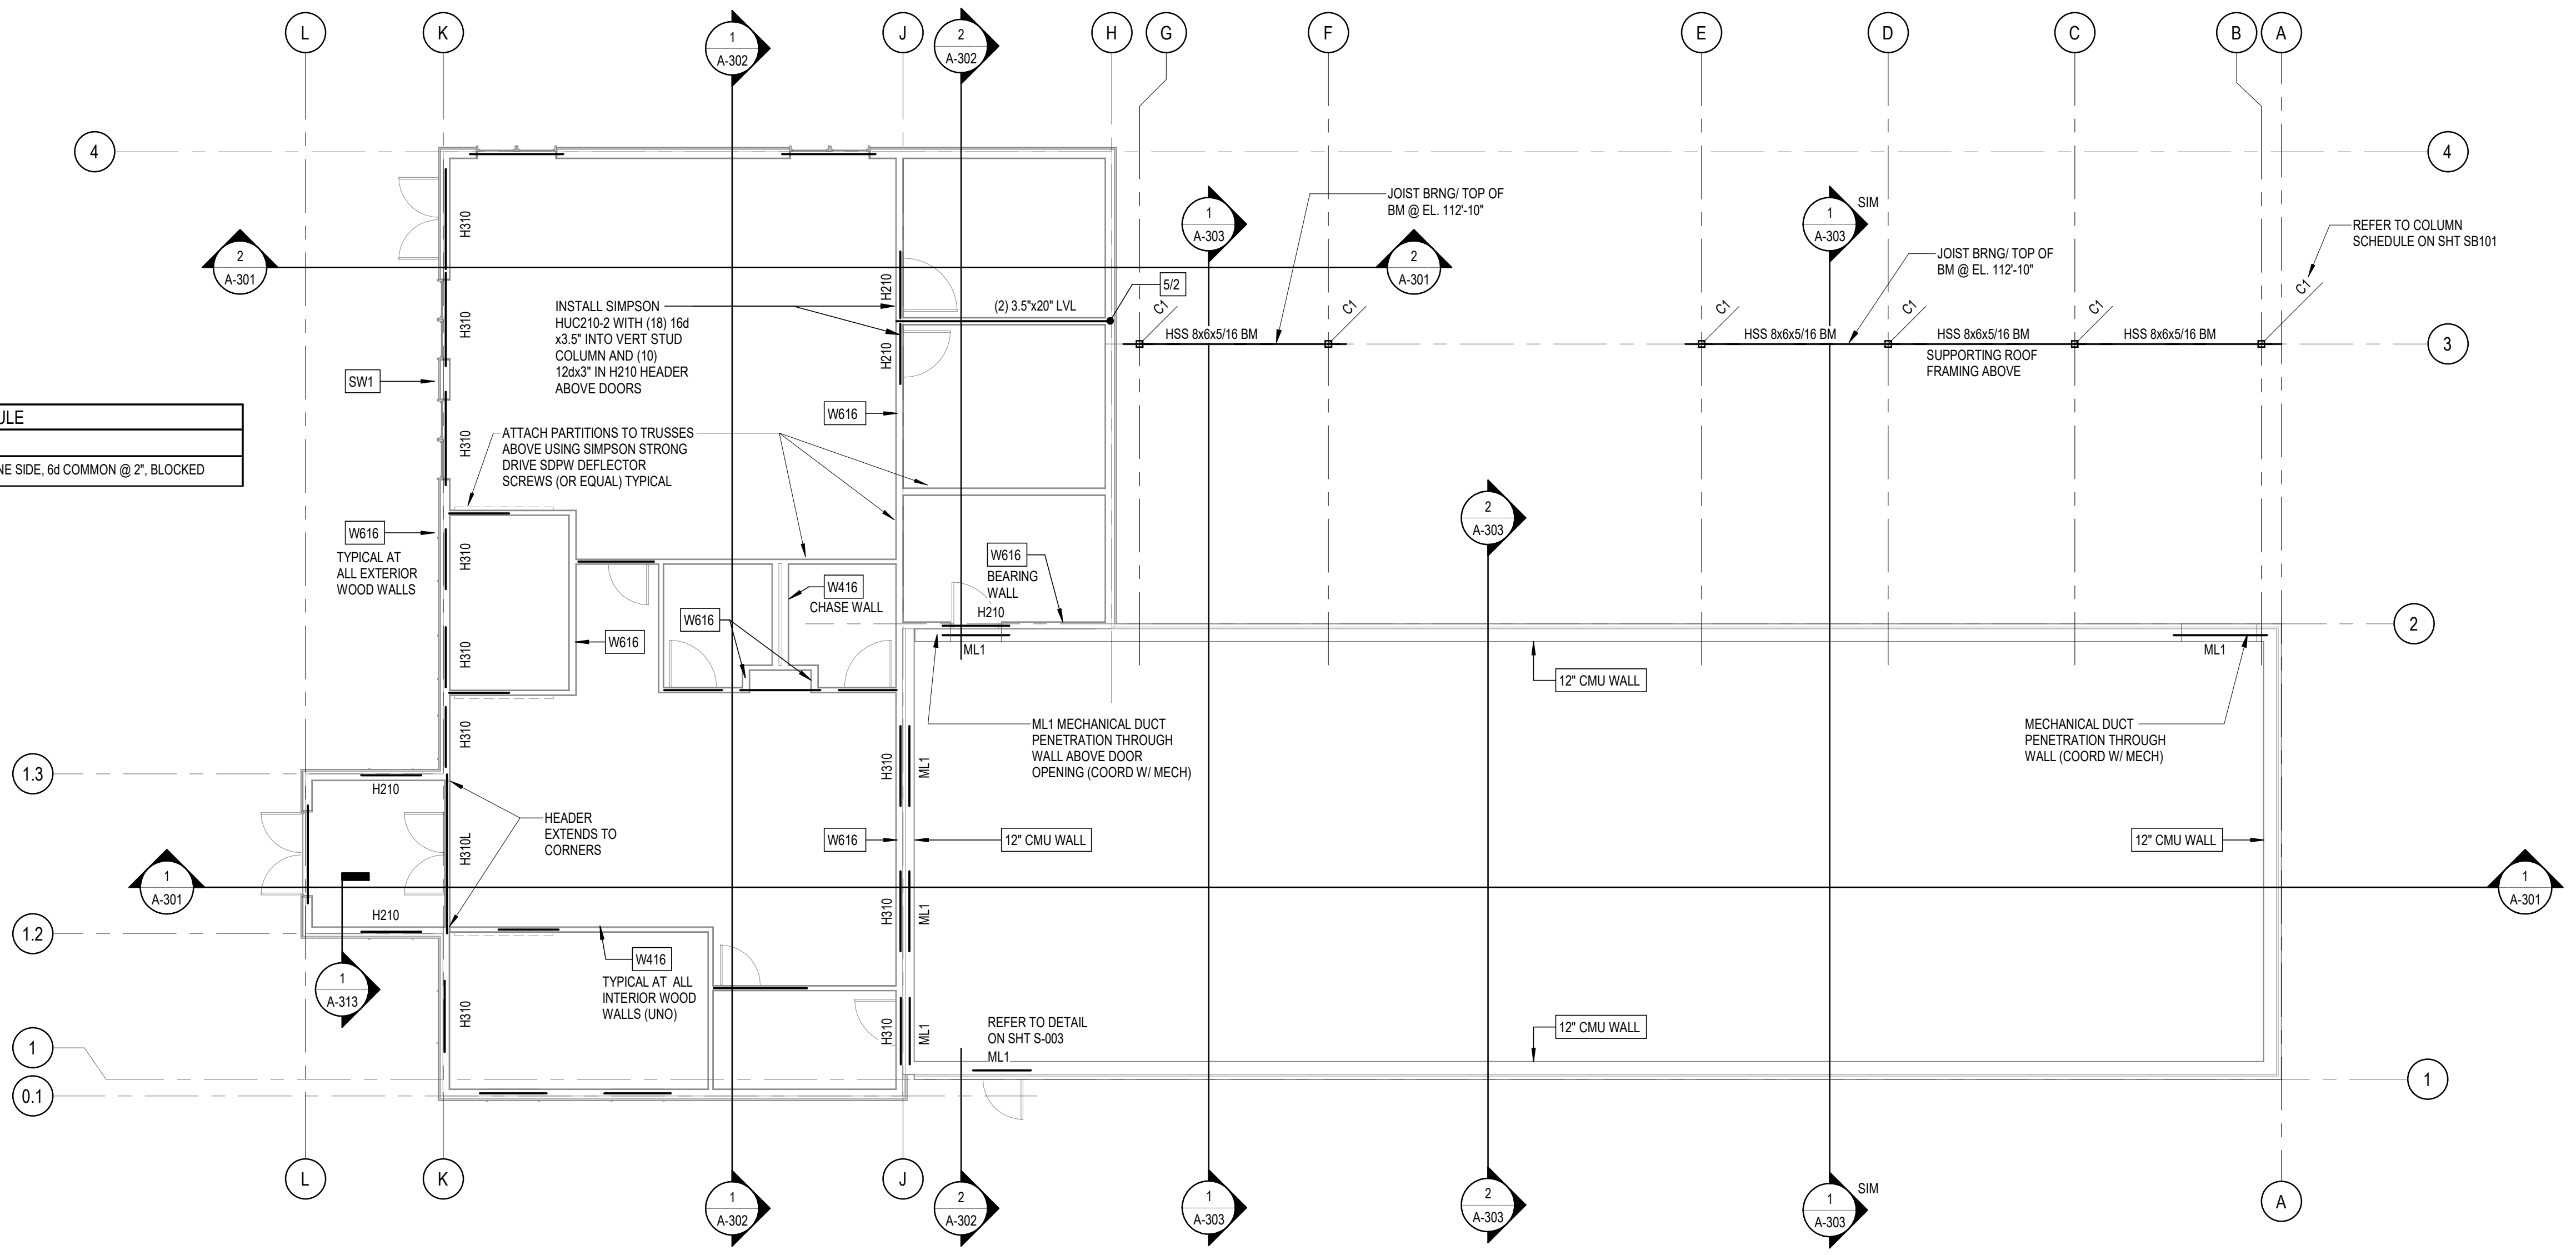 L
K
1
A-302
J
2
A-302
H
G
F
E
D
C
B
A
4
4
JOIST BRNG/ TOP OF
BM @ EL. 112'-10"
1
A-303
1
A-303
SIM
REFER TO COLUMN
SCHEDULE ON SHT SB101
H310
2
A-301
2
A-301
JOIST BRNG/ TOP OF
BM @ EL. 112'-10"
INSTALL SIMPSON
HUC210-2 WITH (18) 16d
x3.5" INTO VERT STUD
COLUMN AND (10)
12dx3" IN H210 HEADER
ABOVE DOORS
H210
H210
(2) 3.5"x20" LVL
5/2
C1
C1
C1
C1
C1
C1
HSS 8x6x5/16 BM
HSS 8x6x5/16 BM
HSS 8x6x5/16 BM
HSS 8x6x5/16 BM
SUPPORTING ROOF
FRAMING ABOVE
3
H310
SW1
W616
ULE
NE SIDE, 6d COMMON @ 2", BLOCKED
H310
ATTACH PARTITIONS TO TRUSSES
ABOVE USING SIMPSON STRONG
DRIVE SDPW DEFLECTOR
SCREWS (OR EQUAL) TYPICAL
2
A-303
W616
TYPICAL AT
ALL EXTERIOR
WOOD WALLS
H310
W616
BEARING
WALL
H210
W416
CHASE WALL
W616
W616
H310
ML1
ML1
2
12" CMU WALL
H310
ML1 MECHANICAL DUCT
PENETRATION THROUGH
WALL ABOVE DOOR
OPENING (COORD W/ MECH)
MECHANICAL DUCT
PENETRATION THROUGH
WALL (COORD W/ MECH)
1.3
H210
H310
ML1
HEADER
EXTENDS TO
CORNERS
H310L
W616
12" CMU WALL
12" CMU WALL
1
A-301
1
A-301
H210
H310
ML1
1.2
W416
TYPICAL AT ALL
INTERIOR WOOD
WALLS (UNO)
1
A-313
H310
H310
ML1
REFER TO DETAIL
ON SHT S-003
ML1
12" CMU WALL
1
0.1
1
L
K
1
A-302
J
2
A-302
1
A-303
2
A-303
1
A-303
SIM
A